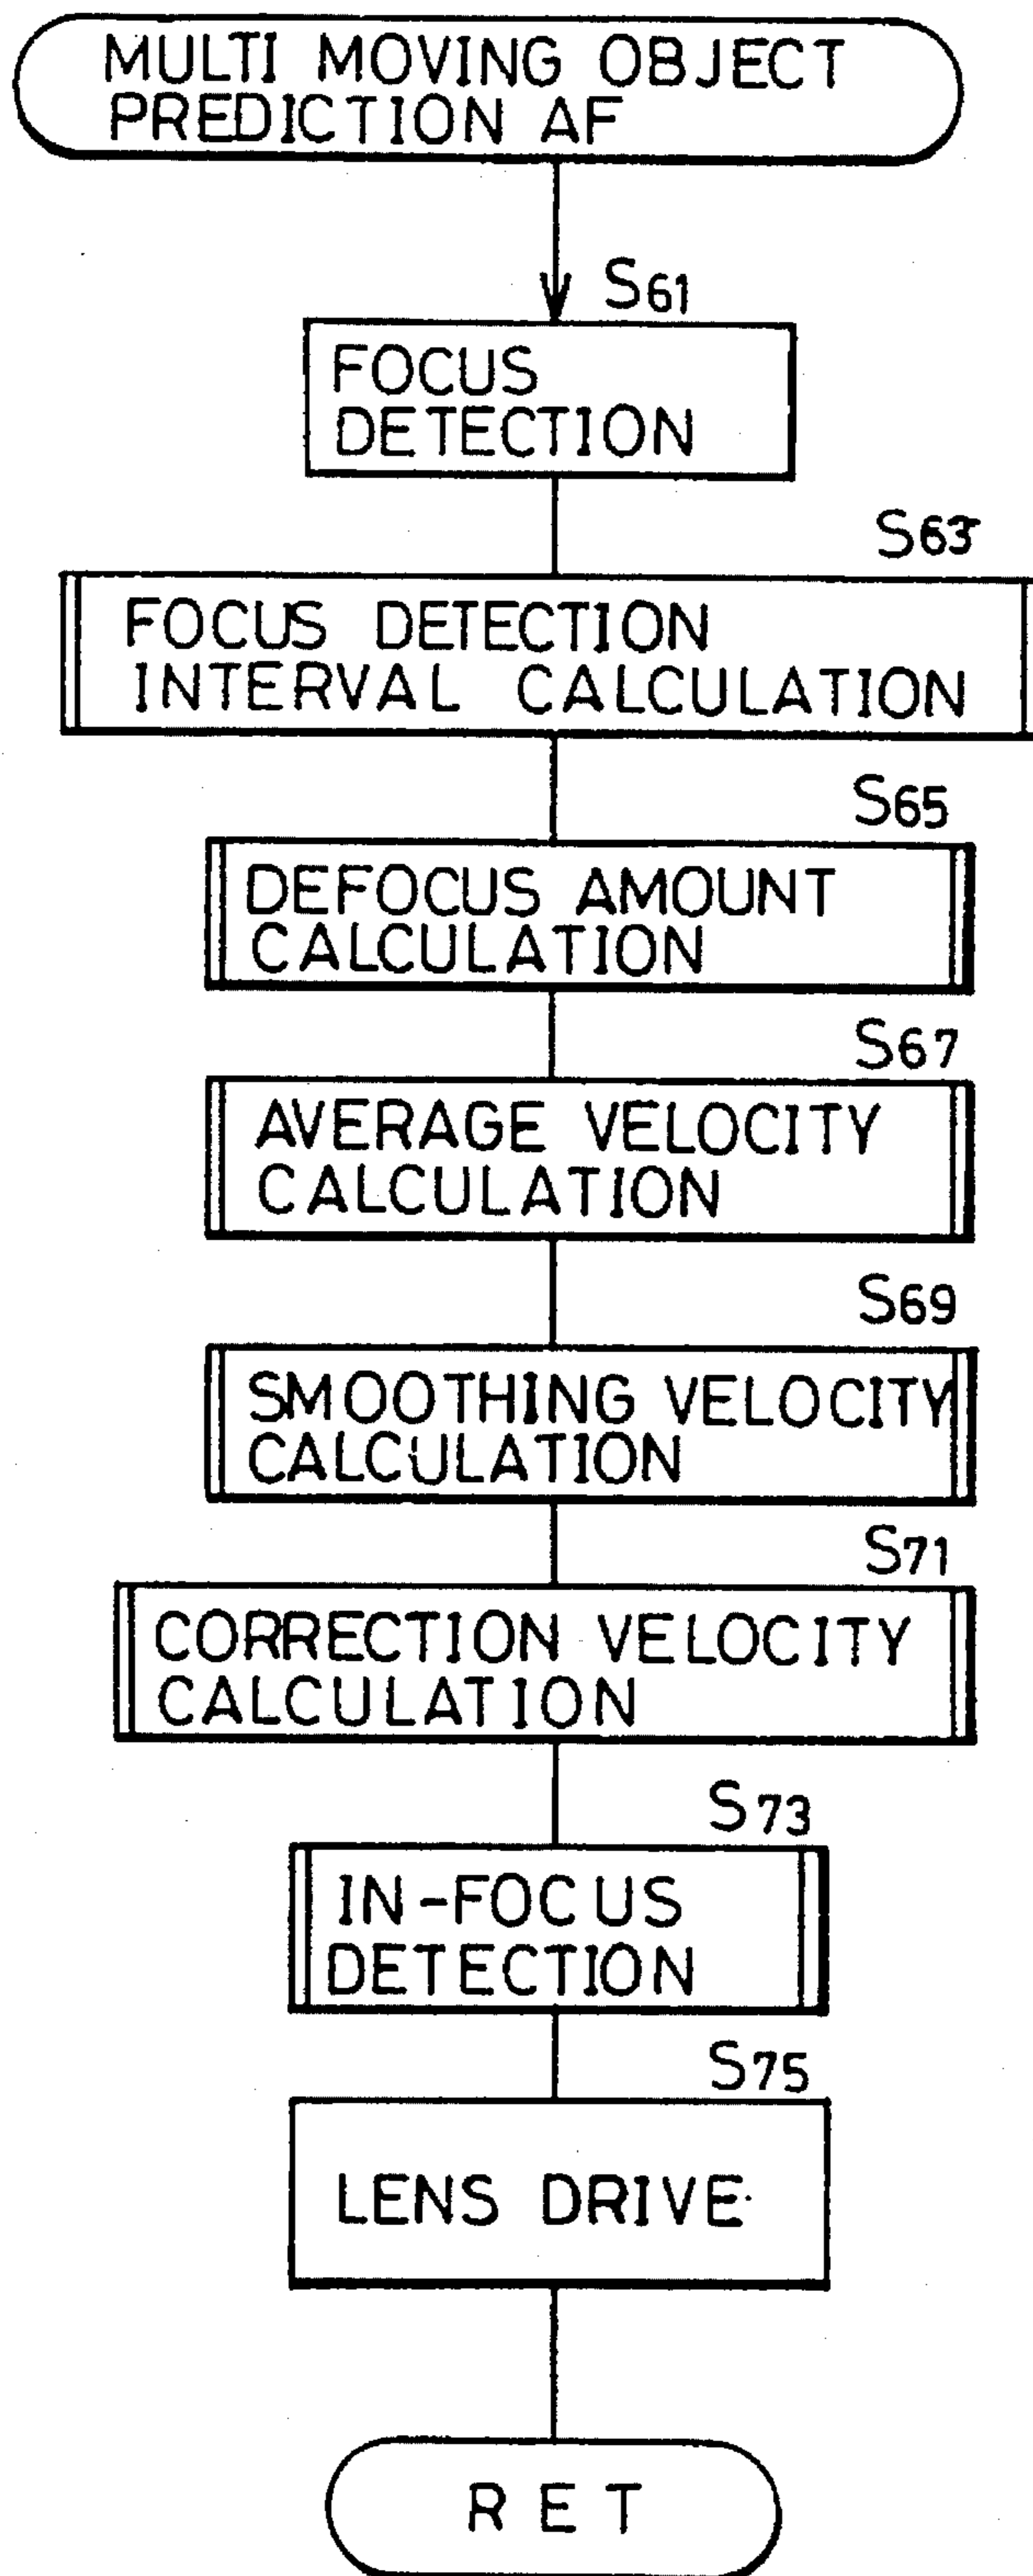 MULTI MOVING OBJECT
PREDICTION AF
S61
FOCUS
DETECTION
S63
FOCUS DETECTION
INTERVAL CALCULATION
S65
DEFOCUS AMOUNT
CALCULATION
S67
AVERAGE VELOCITY
CALCULATION
S69
SMOOTHING VELOCITY
CALCULATION
S71
CORRECTION VELOCITY
CALCULATION
S73
IN-FOCUS
DETECTION
S75
LENS DRIVE
RET